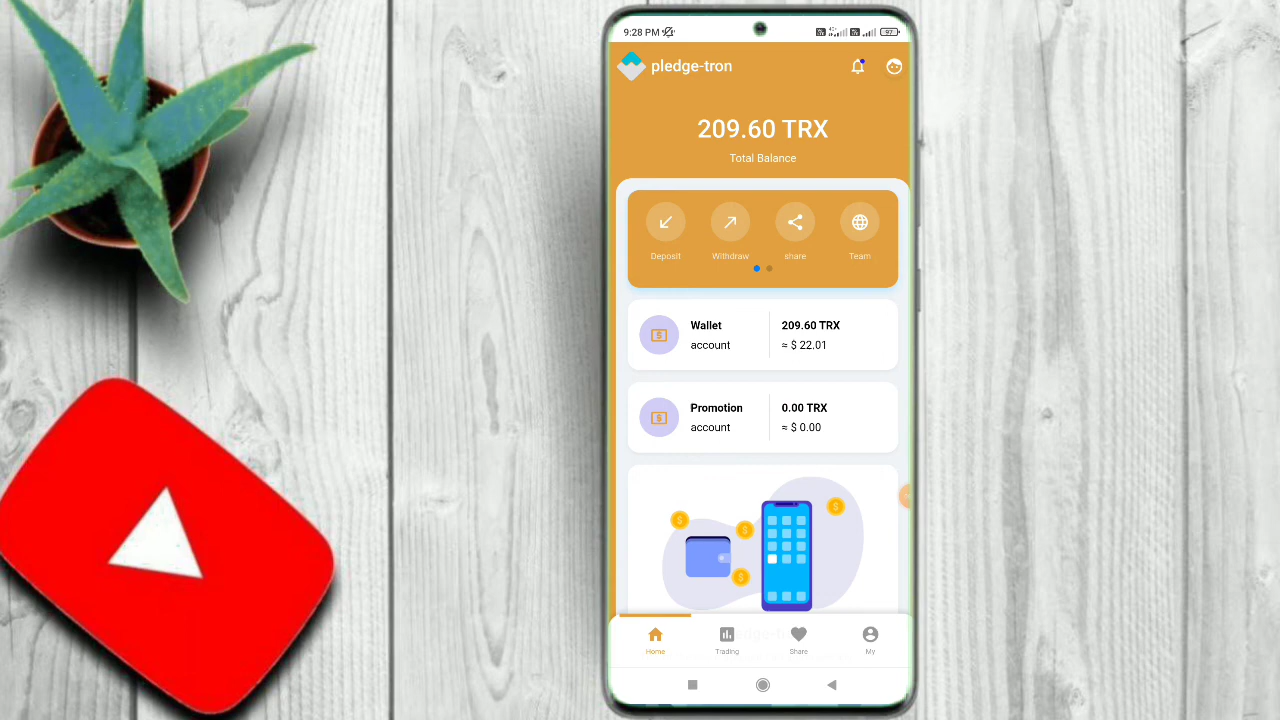 9:28 PM
97
pledge-tron
209.60 TRX
Total Balance
Deposit
Withdraw
share
Team
Wallet
account
209.60 TRX
≈ $ 22.01
Promotion
account
0.00 TRX
≈ $ 0.00
Home
Trading
Share
My